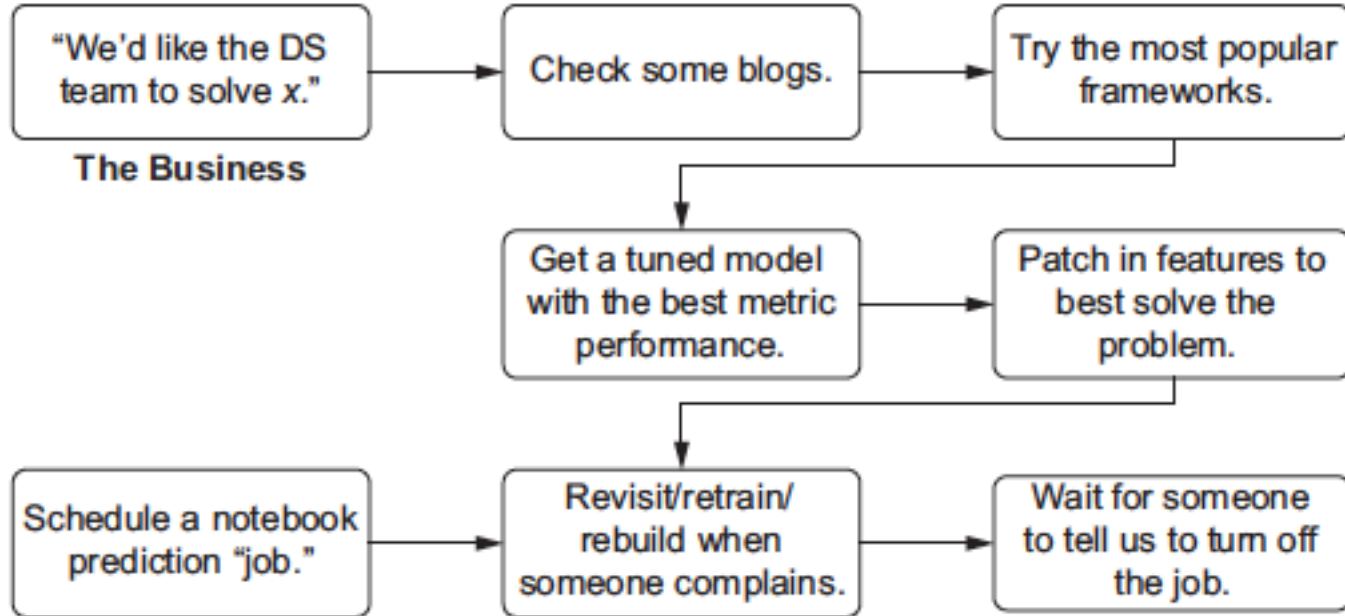 “We’d like the DS
team to solve x.”
The Business
Check some blogs.
Try the most popular
frameworks.
Get a tuned model
with the best metric
performance.
Patch in features to
best solve the
problem.
Schedule a notebook
prediction “job.”
Revisit/retrain/
rebuild when
someone complains.
Wait for someone
to tell us to turn off
the job.